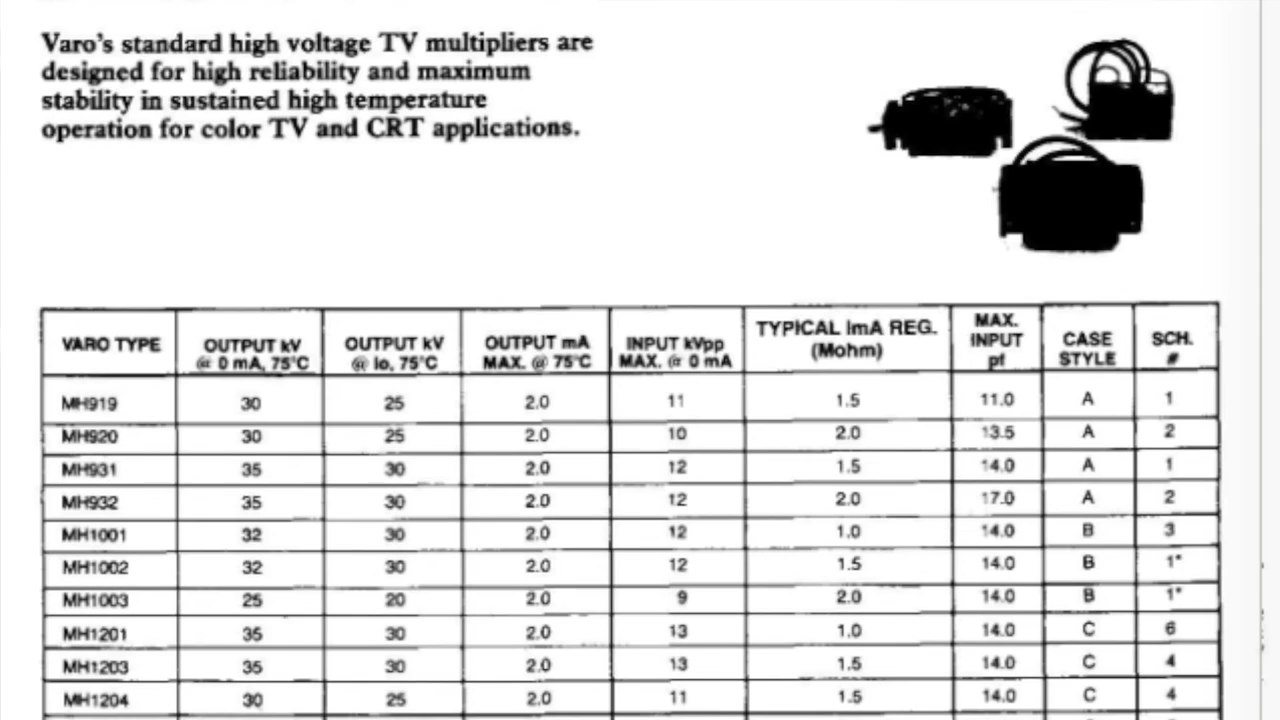 Varo's standard high voltage TV multipliers are
designed for high reliability and maximum
stability in sustained high temperature
operation for color TV and CRT applications.
VARO TYPE OUTPUT kV @ 0 mA, 75°C OUTPUT kV @ Io, 75°C OUTPUT mA MAX. @ 75°C INPUT kVpp MAX. @ 0 mA TYPICAL ImA REG. (Mohm) MAX. INPUT pf CASE STYLE SCH. #
MH919 30 25 2.0 11 1.5 11.0 A 1
MH920 30 25 2.0 10 2.0 13.5 A 2
MH931 35 30 2.0 12 1.5 14.0 A 1
MH932 35 30 2.0 12 2.0 17.0 A 2
MH1001 32 30 2.0 12 1.0 14.0 B 3
MH1002 32 30 2.0 12 1.5 14.0 B 1*
MH1003 25 20 2.0 9 2.0 14.0 B 1*
MH1201 35 30 2.0 13 1.0 14.0 C 6
MH1203 35 30 2.0 13 1.5 14.0 C 4
MH1204 30 25 2.0 11 1.5 14.0 C 4